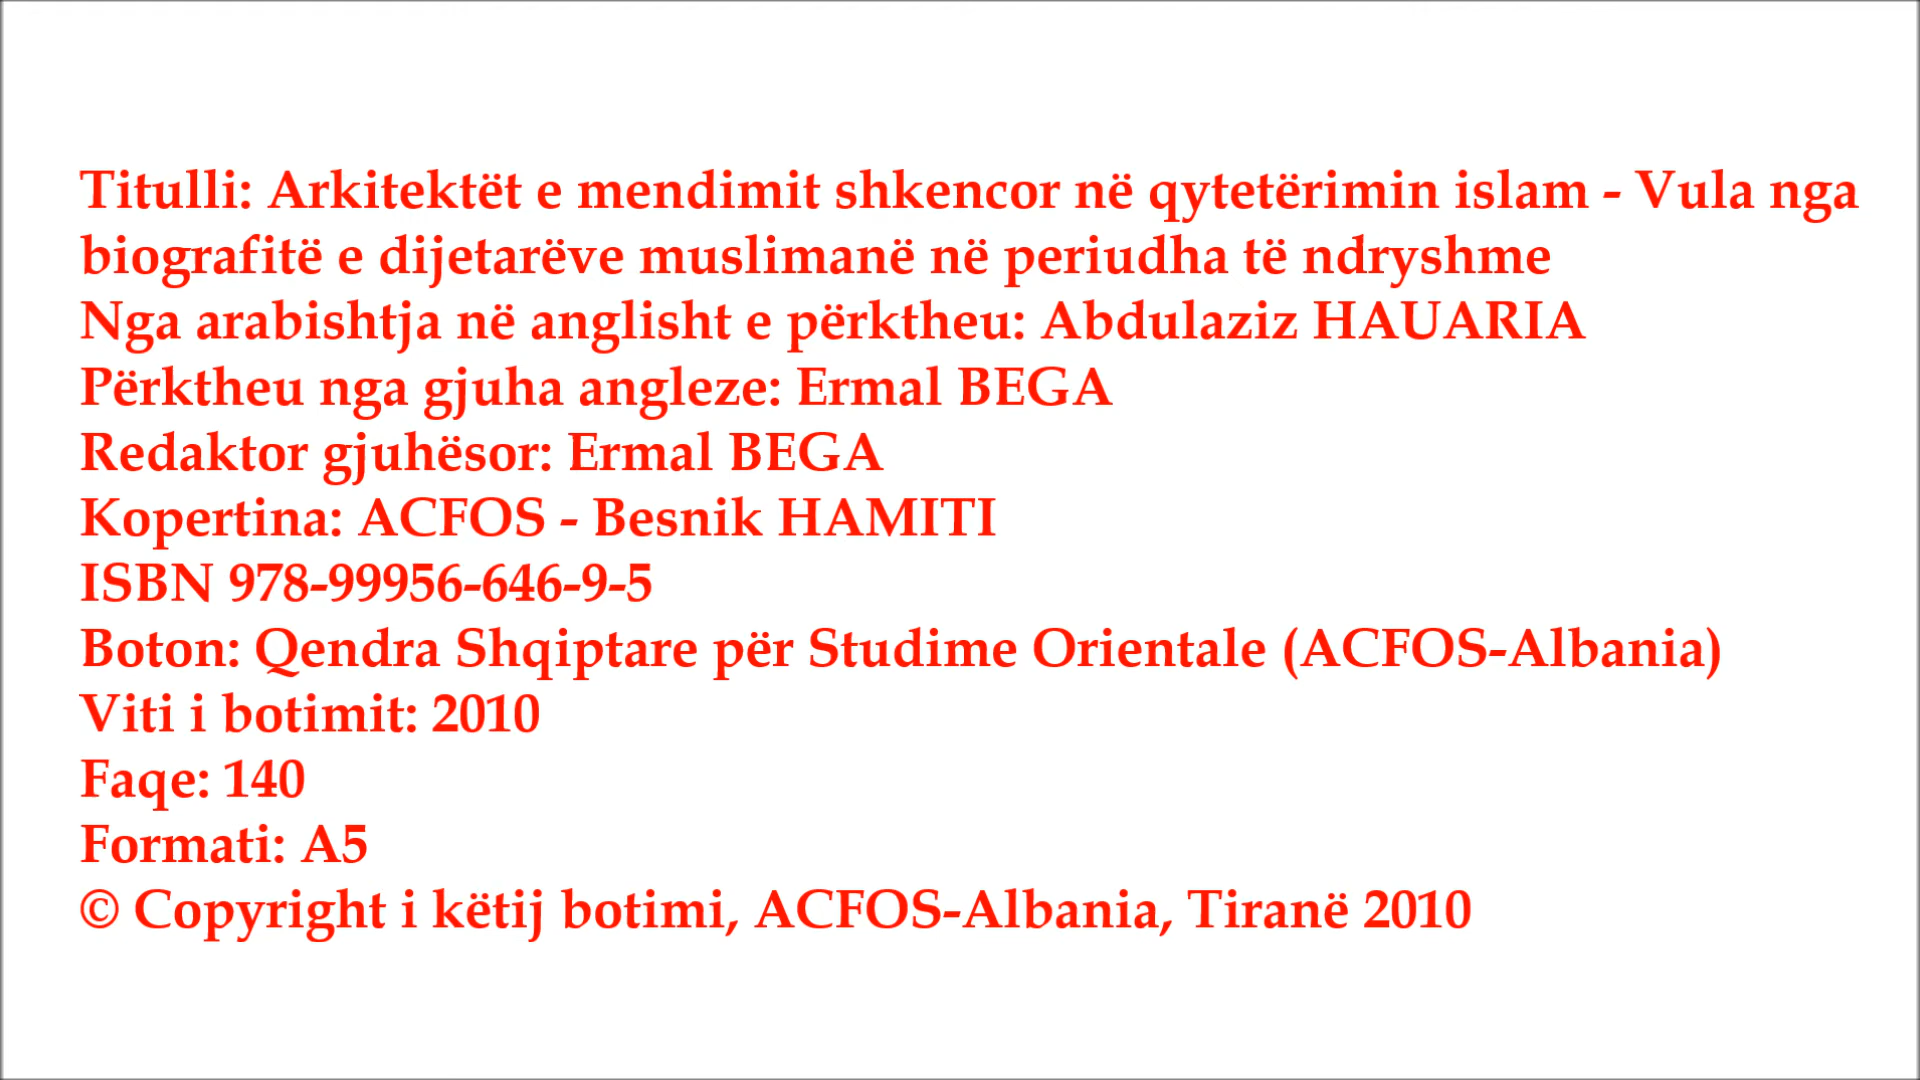 Titulli: Arkitektët e mendimit shkencor në qytetërimin islam - Vula nga
biografitë e dijetarëve muslimanë në periudha të ndryshme
Nga arabishtja në anglisht e përktheu: Abdulaziz HAUARIA
Përktheu nga gjuha angleze: Ermal BEGA
Redaktor gjuhësor: Ermal BEGA
Kopertina: ACFOS - Besnik HAMITI
ISBN 978-99956-646-9-5
Boton: Qendra Shqiptare për Studime Orientale (ACFOS-Albania)
Viti i botimit: 2010
Faqe: 140
Formati: A5
© Copyright i këtij botimi, ACFOS-Albania, Tiranë 2010